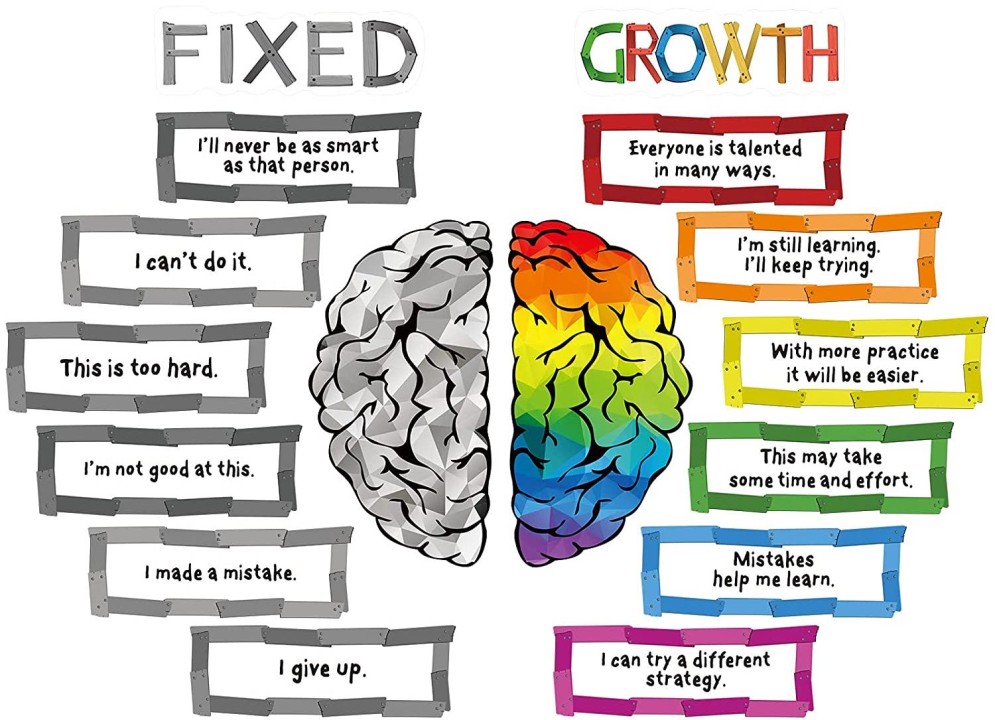 FIXED
I'll never be as smart
as that person.
I can't do it.
This is too hard.
I'm not good at this.
I made a mistake.
I give up.
GROWTH
Everyone is talented
in many ways.
I'm still learning.
I'll keep trying.
With more practice
it will be easier.
This may take
some time and effort.
Mistakes
help me learn.
I can try a different
strategy.